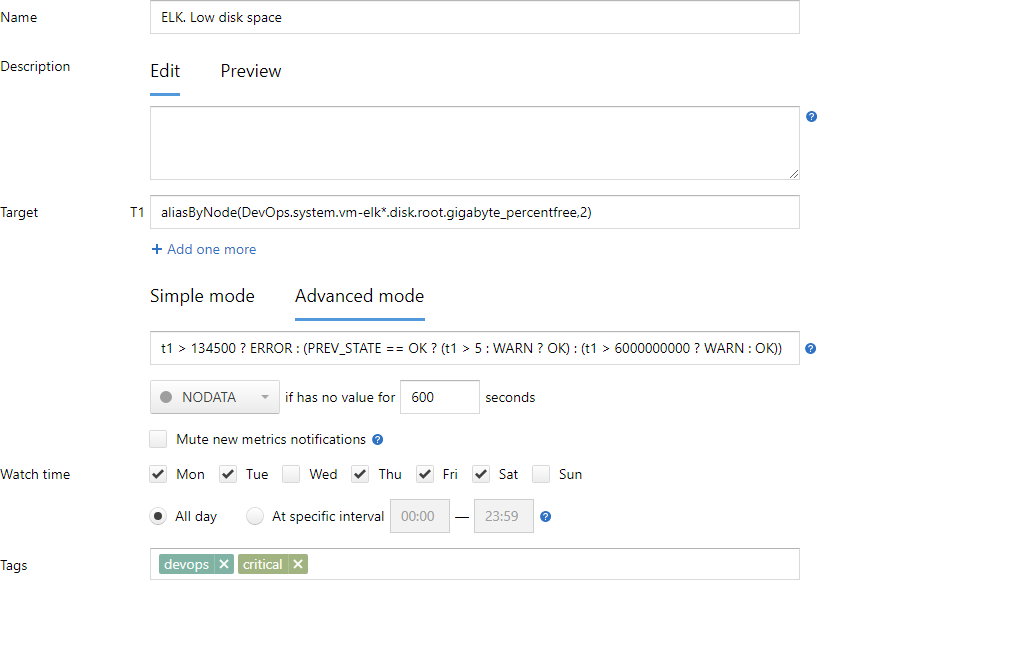 Name ELK. Low disk space
Description Edit Preview
Target T1 aliasByNode(DevOps.system.vm-elk*.disk.root.gigabyte_percentfree,2)
+ Add one more
Simple mode Advanced mode
t1 > 134500 ? ERROR : (PREV_STATE == OK ? (t1 > 5 : WARN ? OK) : (t1 > 6000000000 ? WARN : OK)) ?
NODATA if has no value for 600 seconds
Mute new metrics notifications ?
Watch time Mon Tue Wed Thu Fri Sat Sun
All day At specific interval 00:00 — 23:59 ?
Tags devops × critical ×